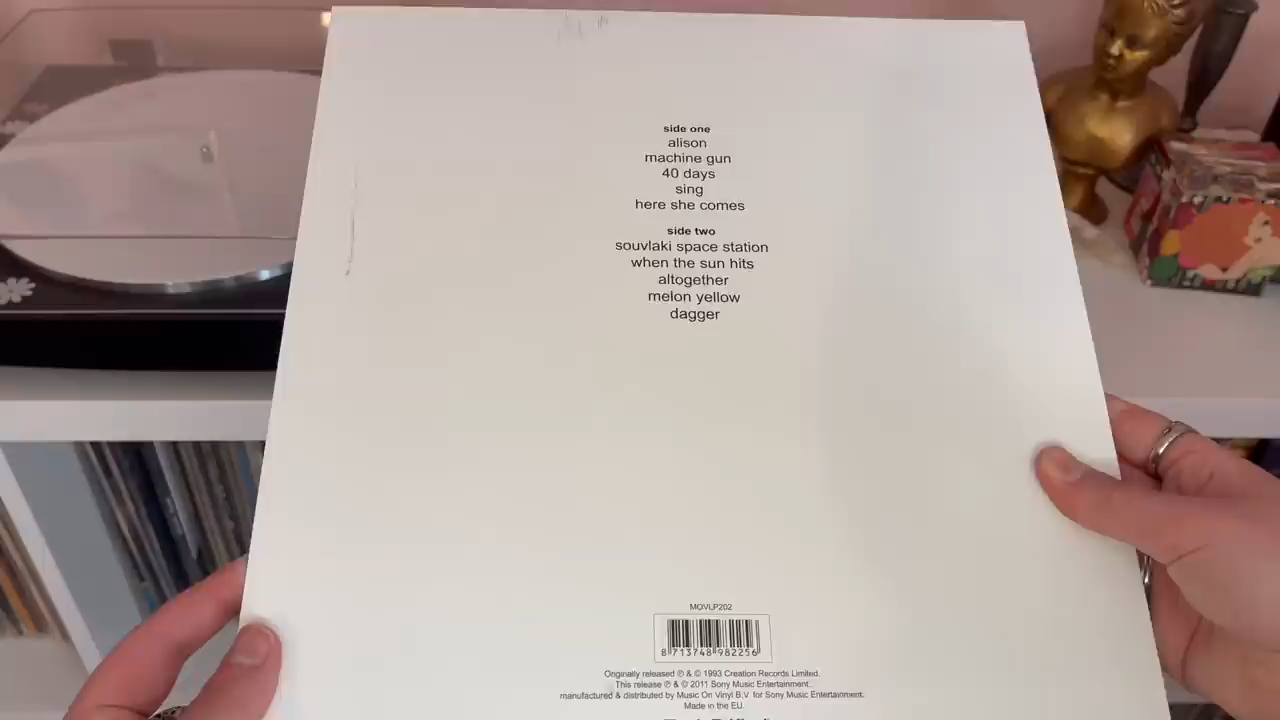 side one
alison
machine gun
40 days
sing
here she comes
side two
souvlaki space station
when the sun hits
altogether
melon yellow
dagger
MOVLP202
8 713748 982256
Originally released ℗ & © 1993 Creation Records Limited.
This release ℗ & © 2011 Sony Music Entertainment.
manufactured & distributed by Music On Vinyl B.V. for Sony Music Entertainment.
Made in the EU.